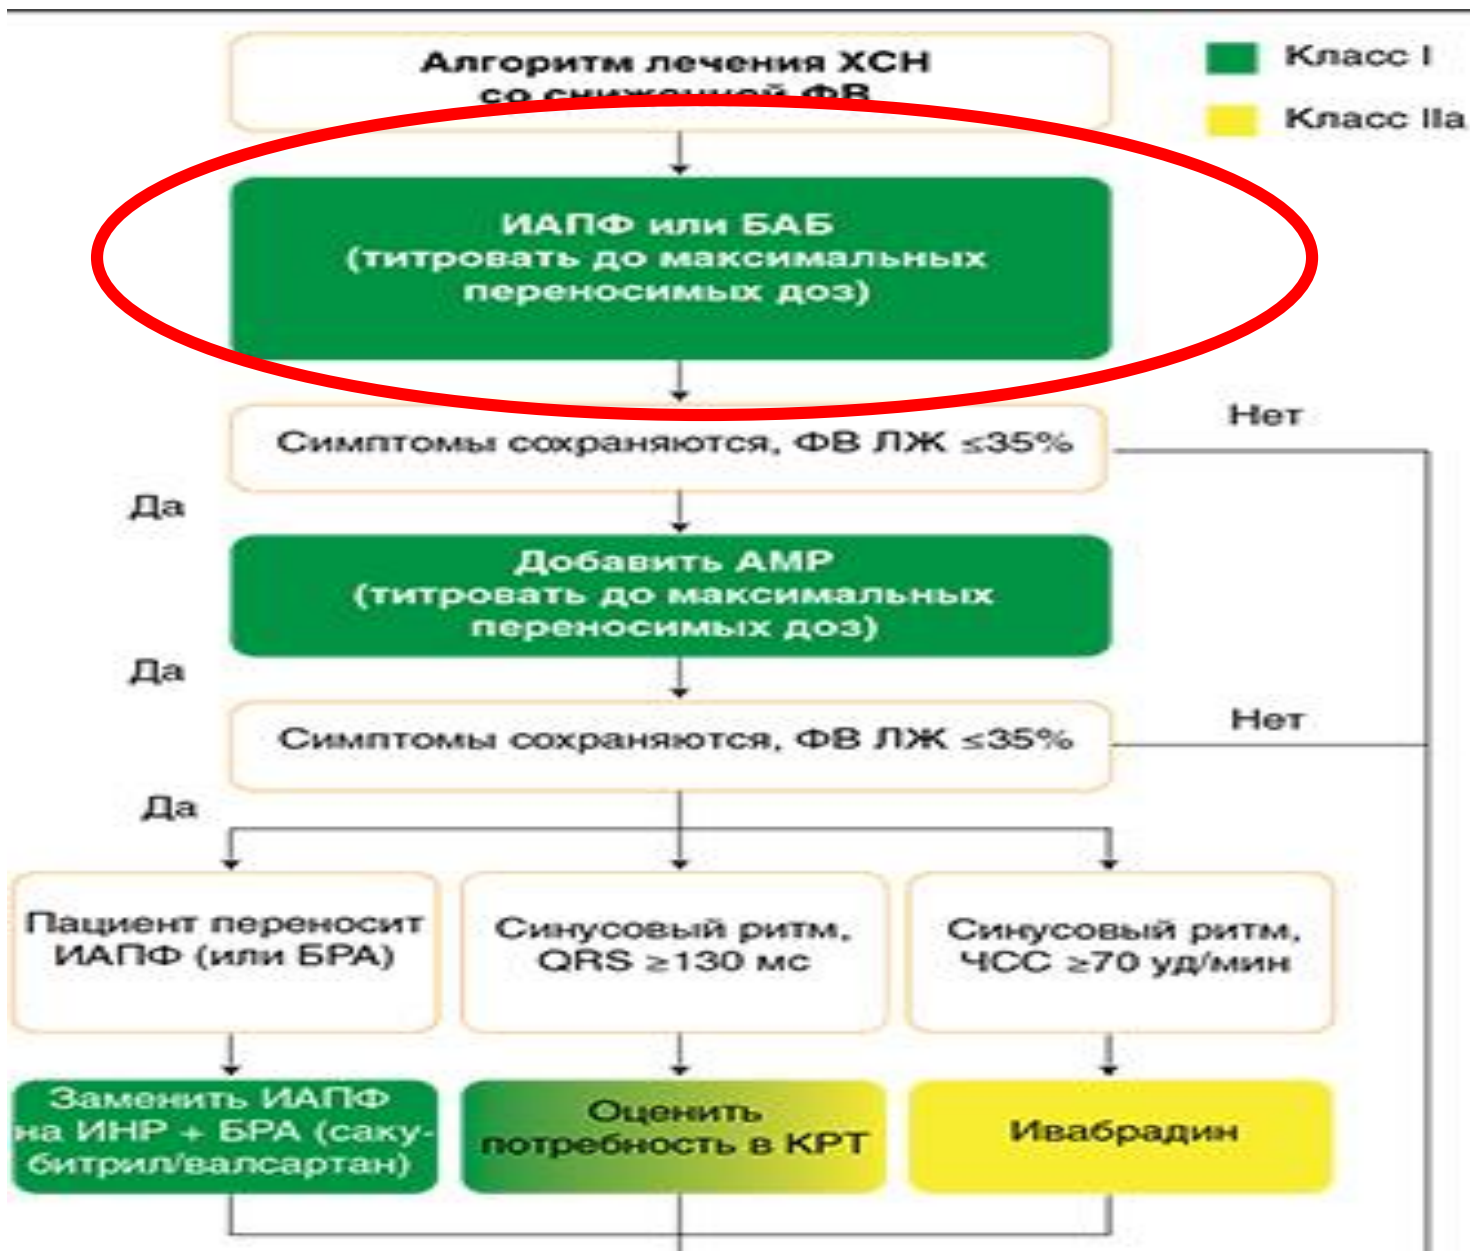 Алгоритм лечения ХСН
со сниженной ФВ
Класс I
Класс IIa
ИАПФ или БАБ
(титровать до максимальных
переносимых доз)
Симптомы сохраняются, ФВ ЛЖ ≤35%
Нет
Да
Добавить АМР
(титровать до максимальных
переносимых доз)
Да
Симптомы сохраняются, ФВ ЛЖ ≤35%
Нет
Да
Пациент переносит
ИАПФ (или БРА)
Синусовый ритм,
QRS ≥130 мс
Синусовый ритм,
ЧСС ≥70 уд/мин
Заменить ИАПФ
на ИНР + БРА (саку-
битрил/валсартан)
Оценить
потребность в КРТ
Ивабрадин